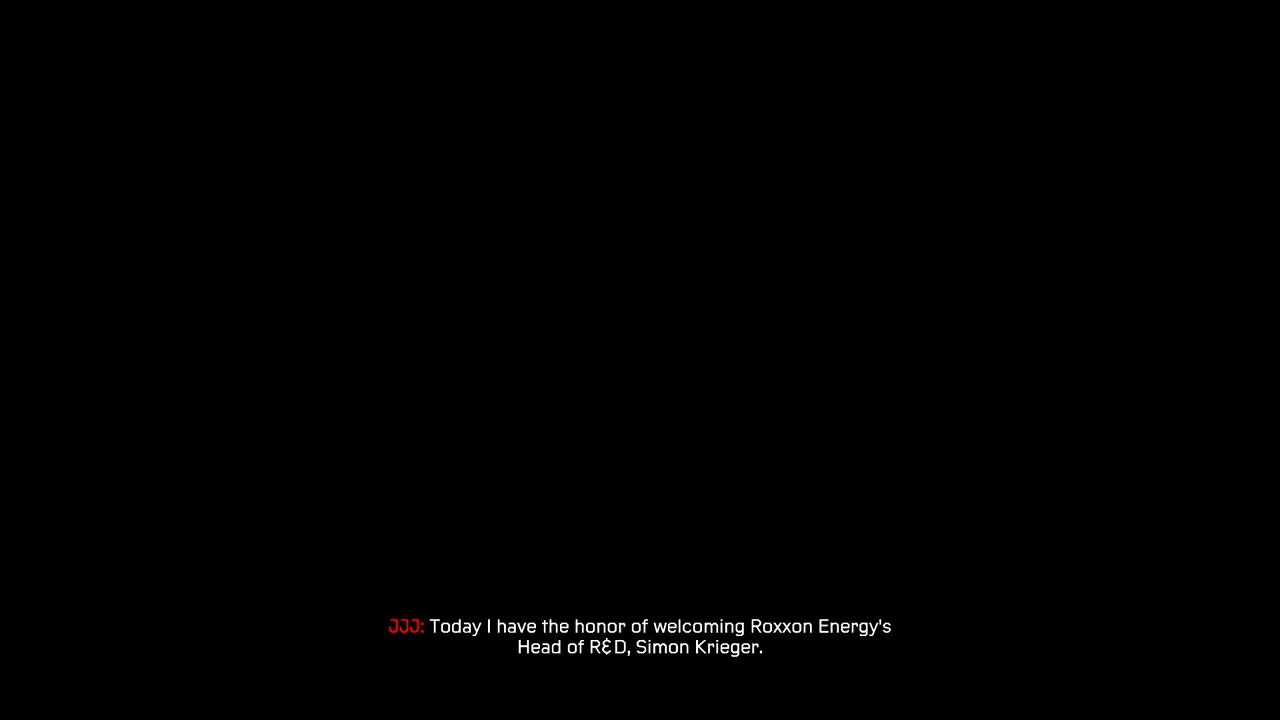 JJJ: Today I have the honor of welcoming Roxxon Energy's
Head of R&D, Simon Krieger.